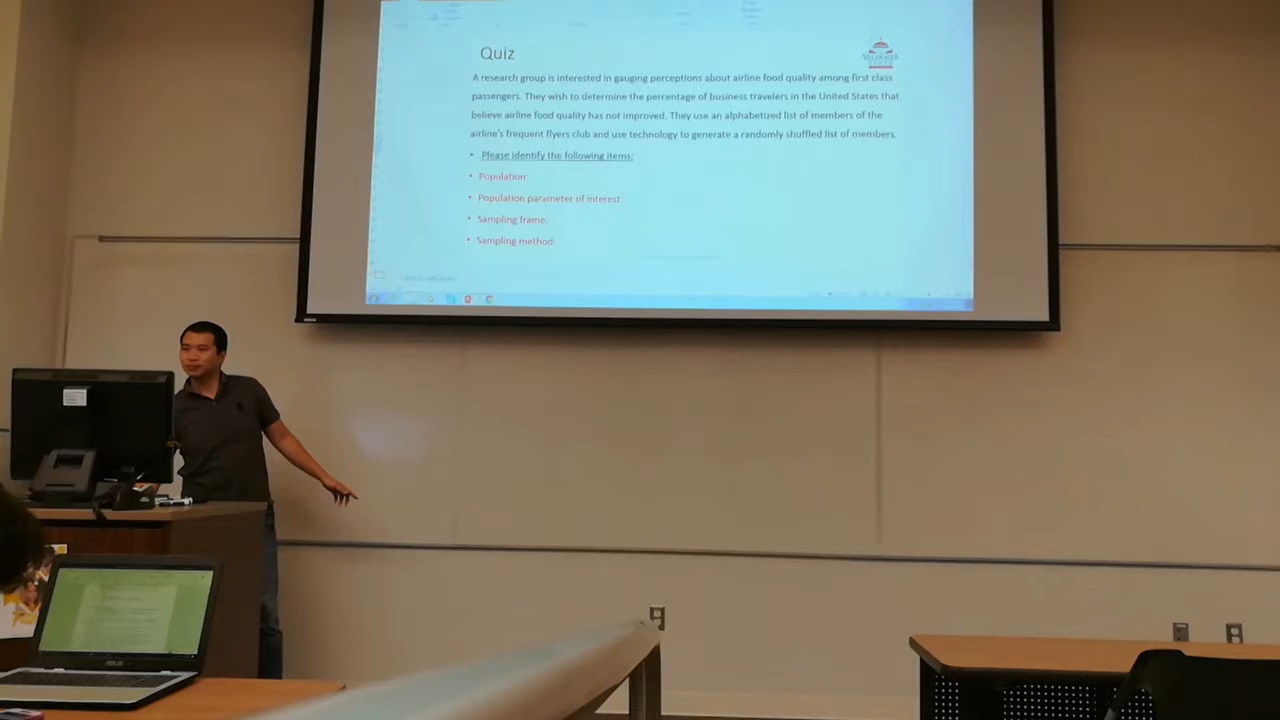 Quiz
VALDOSTA
STATE
A research group is interested in gauging perceptions about airline food quality among first class
passengers. They wish to determine the percentage of business travelers in the United States that
believe airline food quality has not improved. They use an alphabetized list of members of the
airline's frequent flyers club and use technology to generate a randomly shuffled list of members.
• Please identify the following items:
• Population:
• Population parameter of interest:
• Sampling frame:
• Sampling method:
ASUS